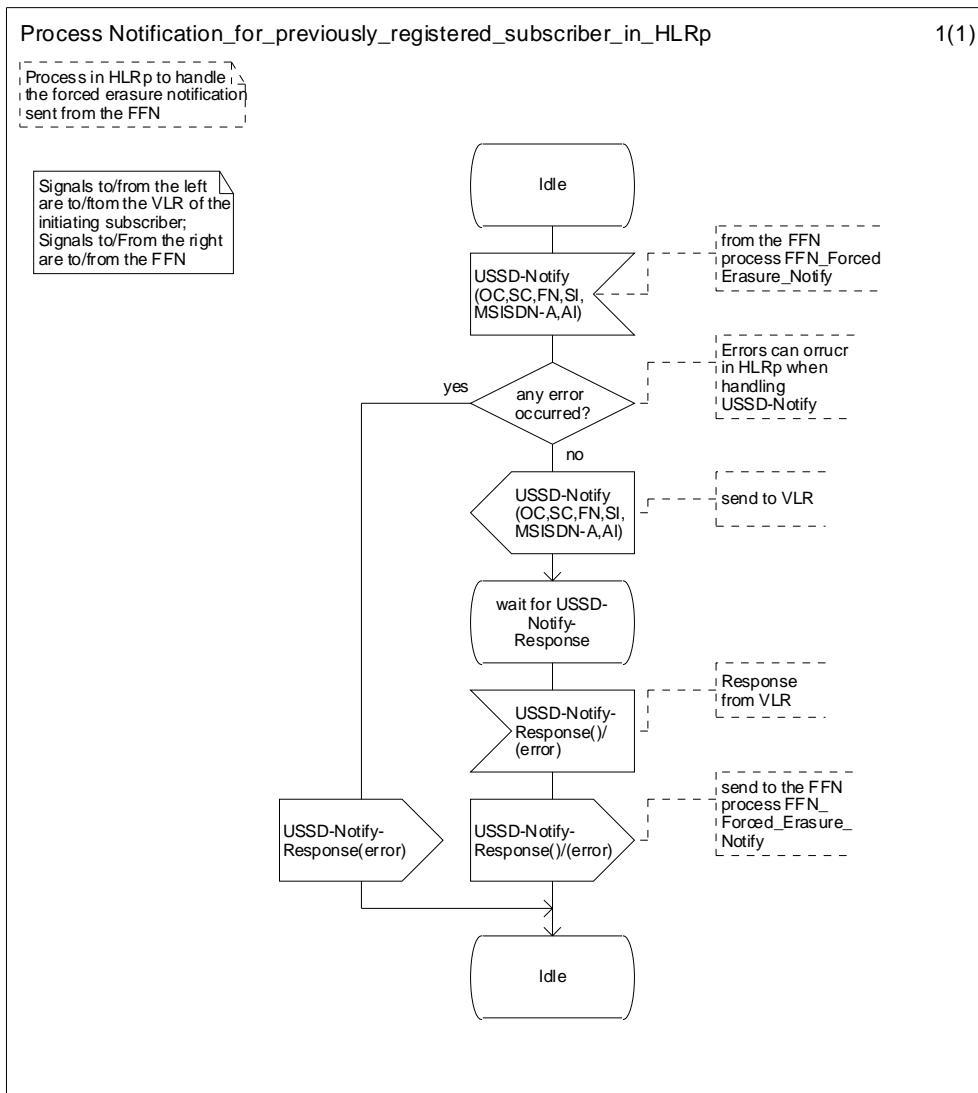 Process Notification_for_previously_registered_subscriber_in_HLRp
1(1)
Process in HLRp to handle
the forced erasure notification
sent from the FFN
Signals to/from the left
are to/ftom the VLR of the
initiating subscriber;
Signals to/From the right
are to/from the FFN
Idle
USSD-Notify
(OC,SC,FN,SI,
MSISDN-A,AI)
from the FFN
process FFN_Forced
Erasure_Notify
any error
occurred?
yes
no
Errors can orrucr
in HLRp when
handling
USSD-Notify
USSD-Notify
(OC,SC,FN,SI,
MSISDN-A,AI)
send to VLR
wait for USSD-
Notify-
Response
USSD-Notify-
Response()/
(error)
Response
from VLR
USSD-Notify-
Response(error)
USSD-Notify-
Response()/(error)
send to the FFN
process FFN_
Forced_Erasure_
Notify
Idle